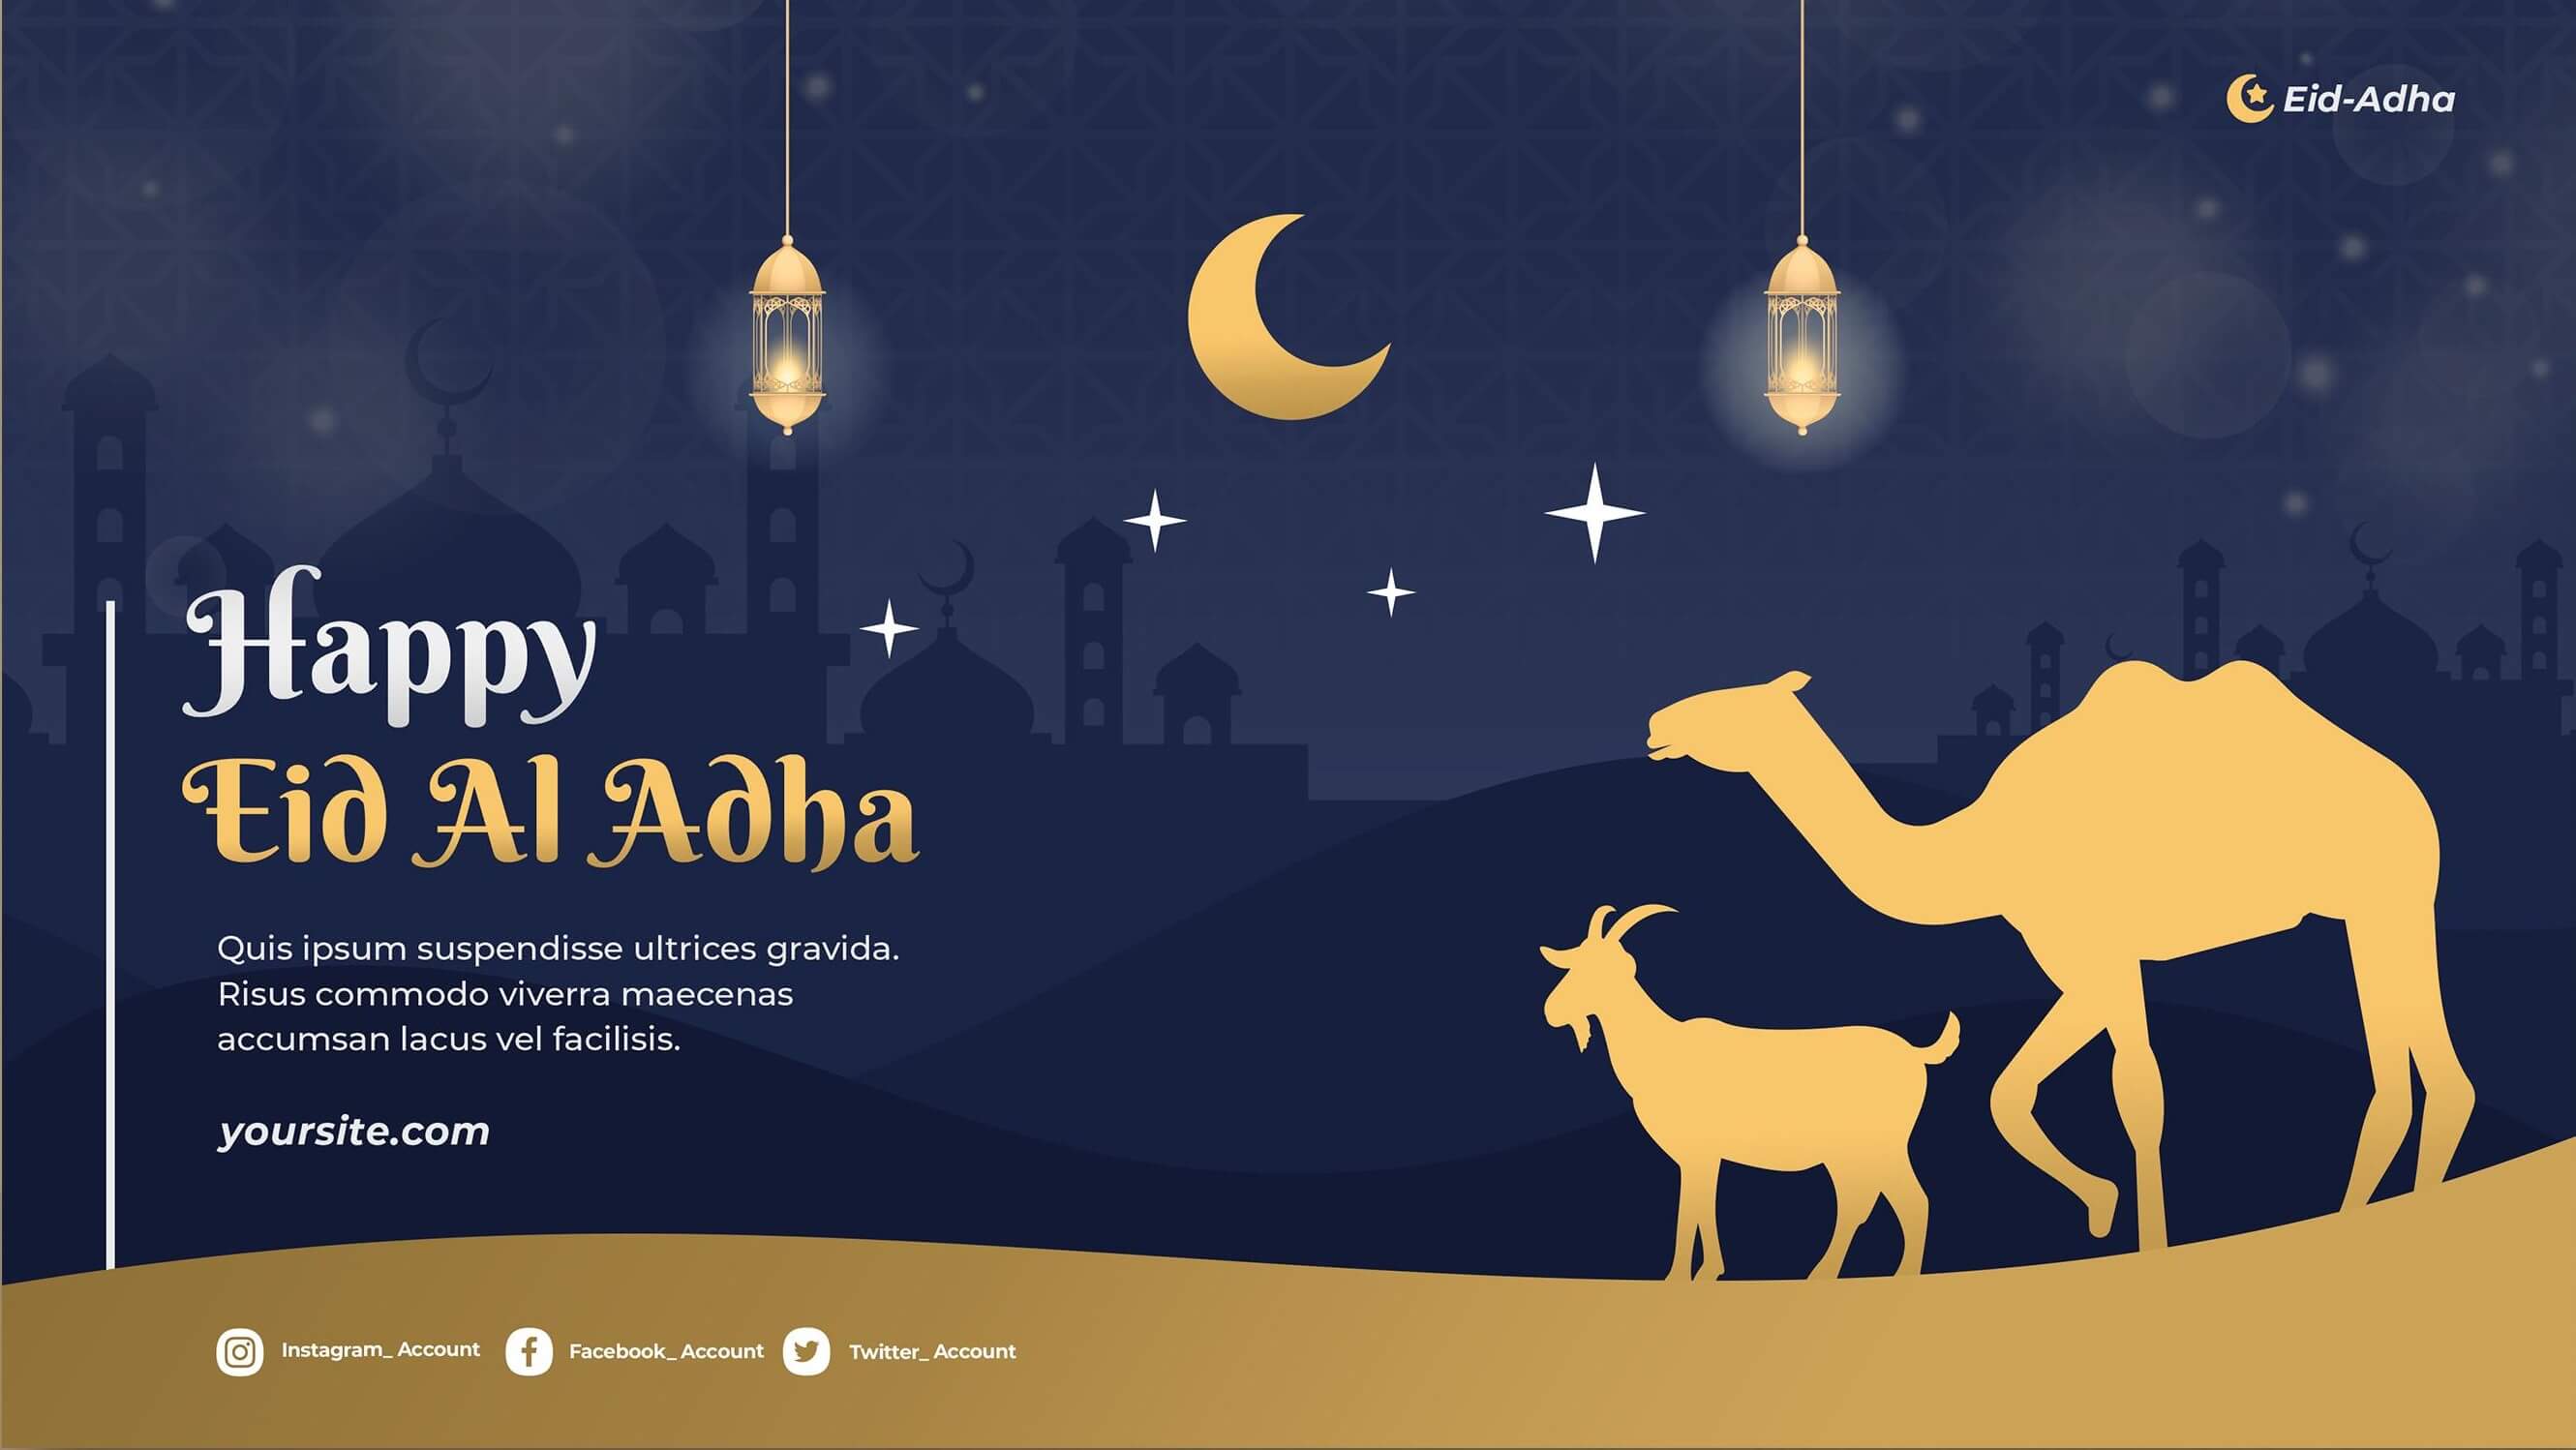 Eid-Adha
Happy
Eid Al Adha
Quis ipsum suspendisse ultrices gravida.
Risus commodo viverra maecenas
accumsan lacus vel facilisis.
yoursite.com
Instagram_ Account Facebook_ Account Twitter_ Account